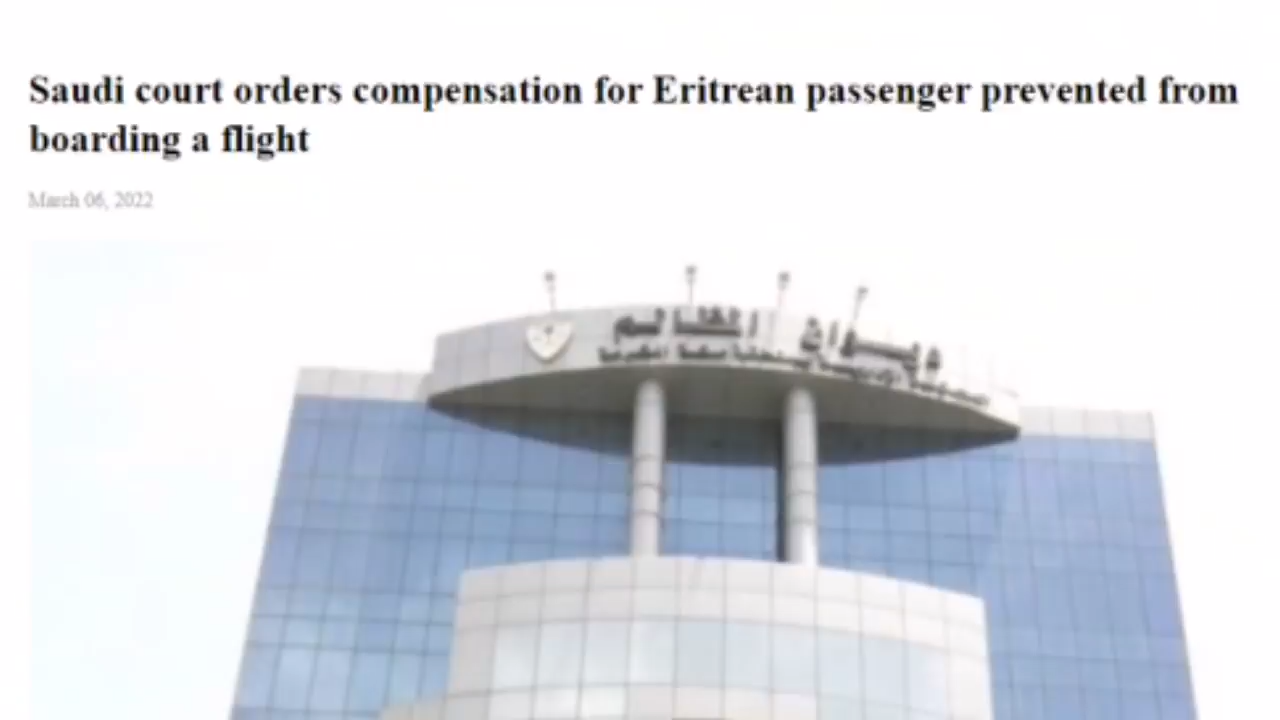 Saudi court orders compensation for Eritrean passenger prevented from
boarding a flight
March 06, 2022
ديوان المظالم